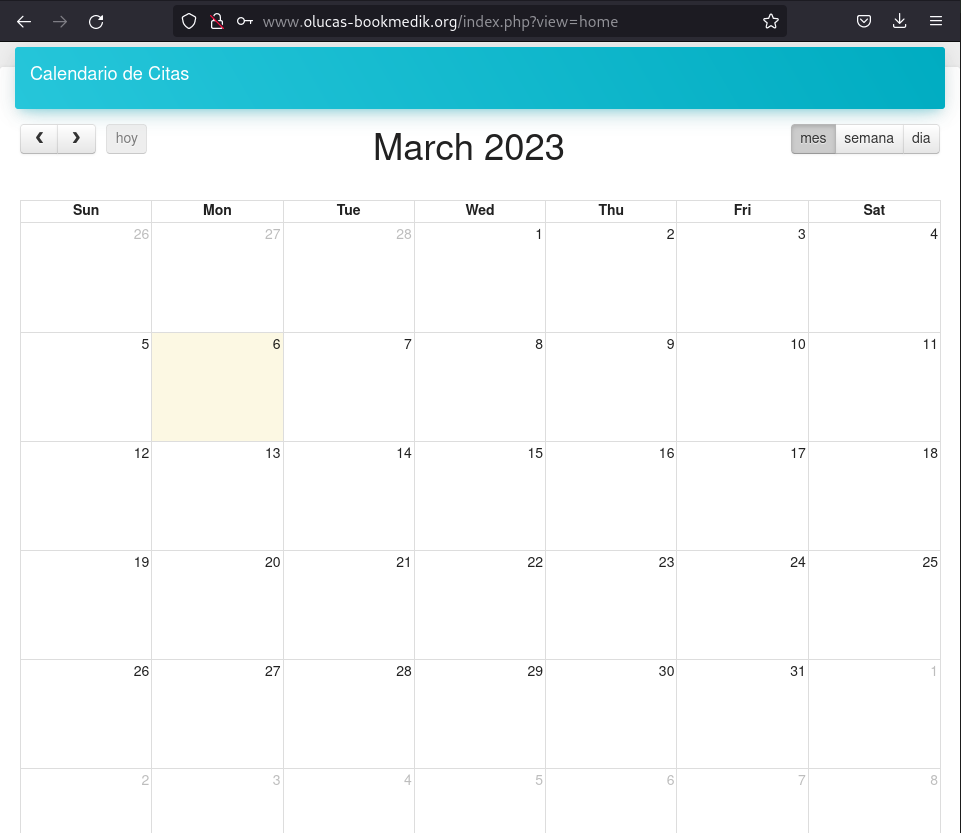 www.olucas-bookmedik.org/index.php?view=home
Calendario de Citas
hoy March 2023 mes semana dia
Sun Mon Tue Wed Thu Fri Sat
26 27 28 1 2 3 4
5 6 7 8 9 10 11
12 13 14 15 16 17 18
19 20 21 22 23 24 25
26 27 28 29 30 31 1
2 3 4 5 6 7 8